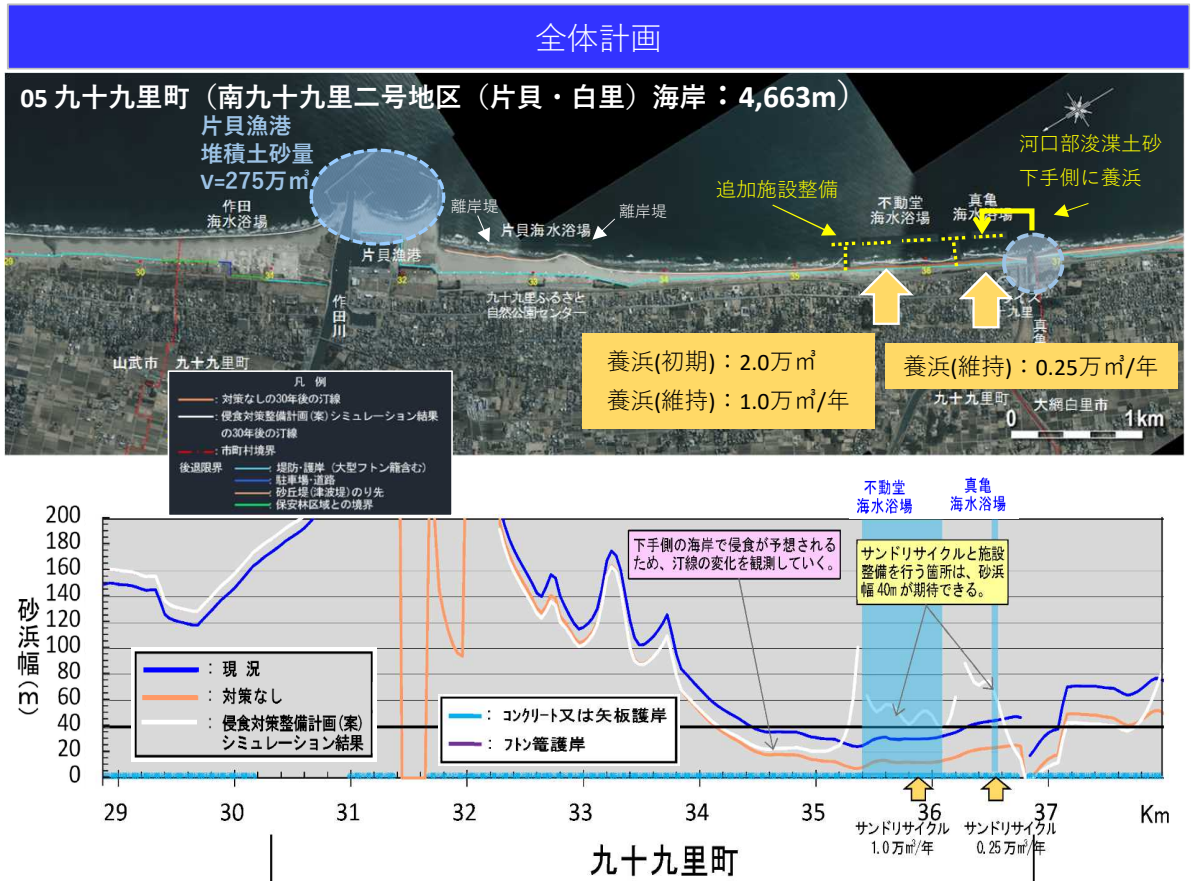 全体計画
05 九十九里町（南九十九里二号地区（片貝・白里）海岸：4,663m）
片貝漁港
堆積土砂量
V=275万㎥
作田
海水浴場
離岸堤
片貝海水浴場
離岸堤
追加施設整備
不動堂
海水浴場
真亀
海水浴場
河口部浚渫土砂
下手側に養浜
片貝漁港
作田川
九十九里ふるさと
自然公園センター
29
30
31
32
34
35
36
37
山武市
九十九里町
養浜(初期)：2.0万㎥
養浜(維持)：1.0万㎥/年
養浜(維持)：0.25万㎥/年
九十九里町
大網白里市
0
1km
凡 例
：対策なしの30年後の汀線
：侵食対策整備計画(案)シミュレーション結果
の30年後の汀線
：市町村境界
後退限界
：堤防・護岸（大型フトン籠含む）
：駐車場・道路
：砂丘堤(津波堤)のり先
：保安林区域との境界
不動堂
海水浴場
真亀
海水浴場
砂浜幅(m)
200
180
160
140
120
100
80
60
40
20
0
下手側の海岸で侵食が予想される
ため、汀線の変化を観測していく。
サンドリサイクルと施設
整備を行う箇所は、砂浜
幅40mが期待できる。
：現 況
：対策なし
：侵食対策整備計画(案)
シミュレーション結果
：コンクリート又は矢板護岸
：フトン篭護岸
29
30
31
32
33
34
35
36
37
Km
サンドリサイクル
1.0万㎥/年
サンドリサイクル
0.25万㎥/年
九十九里町